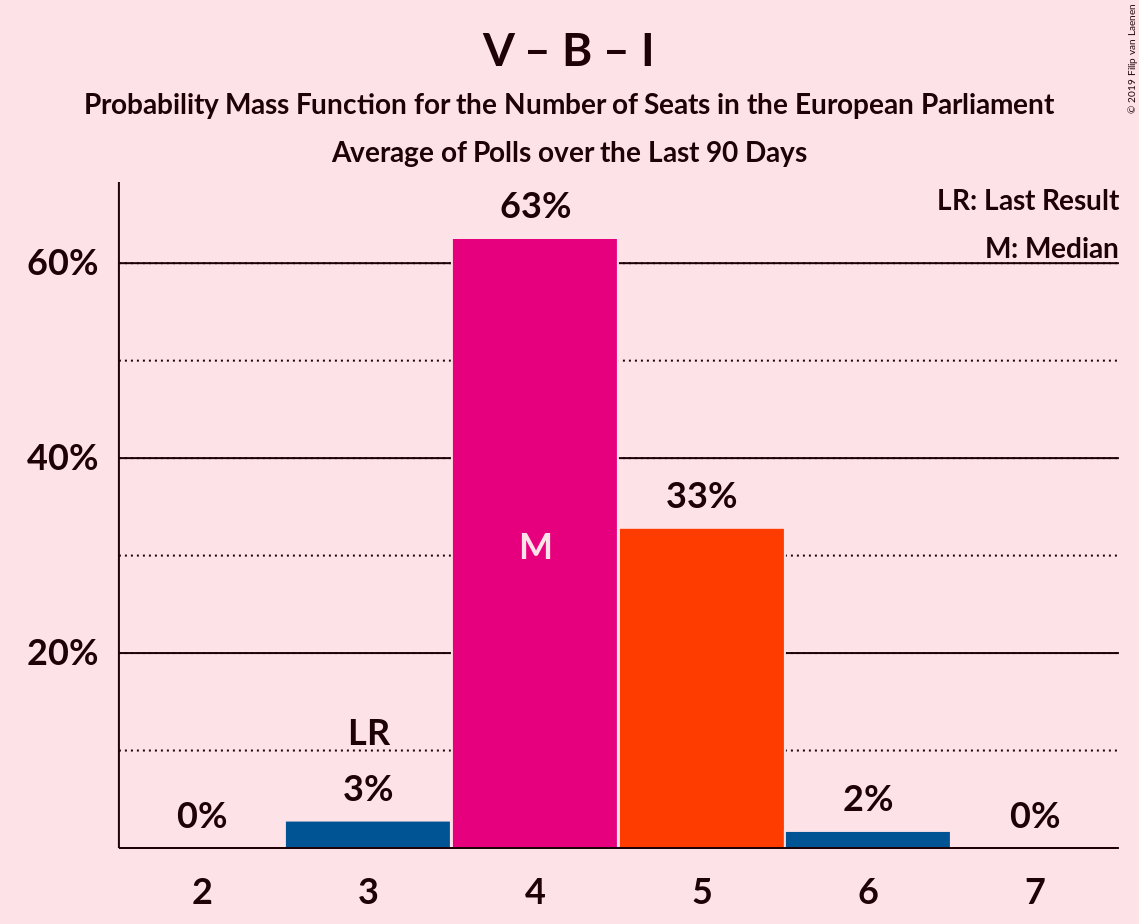 V – B – I
Probability Mass Function for the Number of Seats in the European Parliament
Average of Polls over the Last 90 Days
© 2019 Filip van Laenen
LR: Last Result
M: Median
63%
60%
40%
33%
M
20%
LR
3%
2%
0%
0%
2 3 4 5 6 7